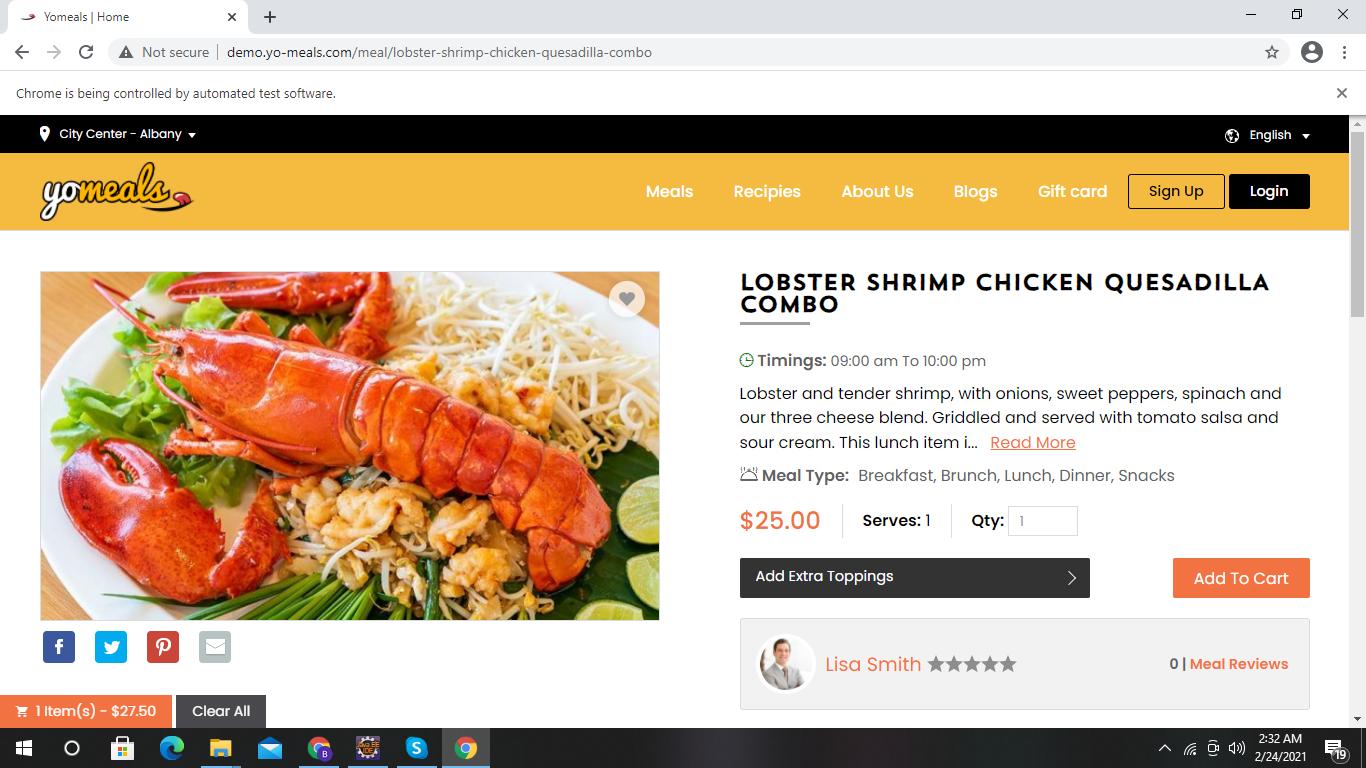 Yomeals | Home
Not secure
demo.yo-meals.com/meal/lobster-shrimp-chicken-quesadilla-combo
Chrome is being controlled by automated test software.
City Center - Albany
English
yomeals
Meals
Recipies
About Us
Blogs
Gift card
Sign Up
Login
LOBSTER SHRIMP CHICKEN QUESADILLA
COMBO
Timings: 09:00 am To 10:00 pm
Lobster and tender shrimp, with onions, sweet peppers, spinach and
our three cheese blend. Griddled and served with tomato salsa and
sour cream. This lunch item i... Read More
Meal Type: Breakfast, Brunch, Lunch, Dinner, Snacks
$25.00
Serves: 1
Qty: 1
Add Extra Toppings
Add To Cart
Lisa Smith
0 | Meal Reviews
1 Item(s) - $27.50
Clear All
B
Java EE
IDE
2:32 AM
2/24/2021
19